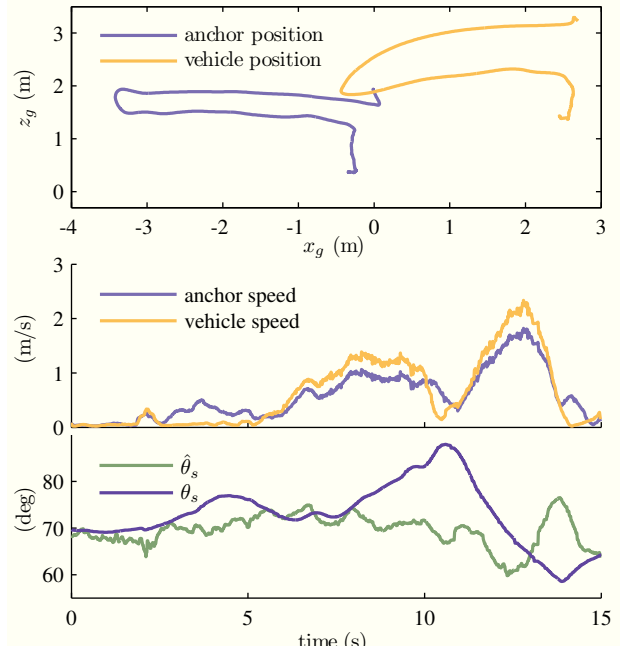 3
2
1
0
z_g (m)
anchor position
vehicle position
-4 -3 -2 -1 0 1 2 3
x_g (m)
3
2
1
0
(m/s)
anchor speed
vehicle speed
80
70
60
(deg)
θ̂_s
θ_s
0 5 10 15
time (s)